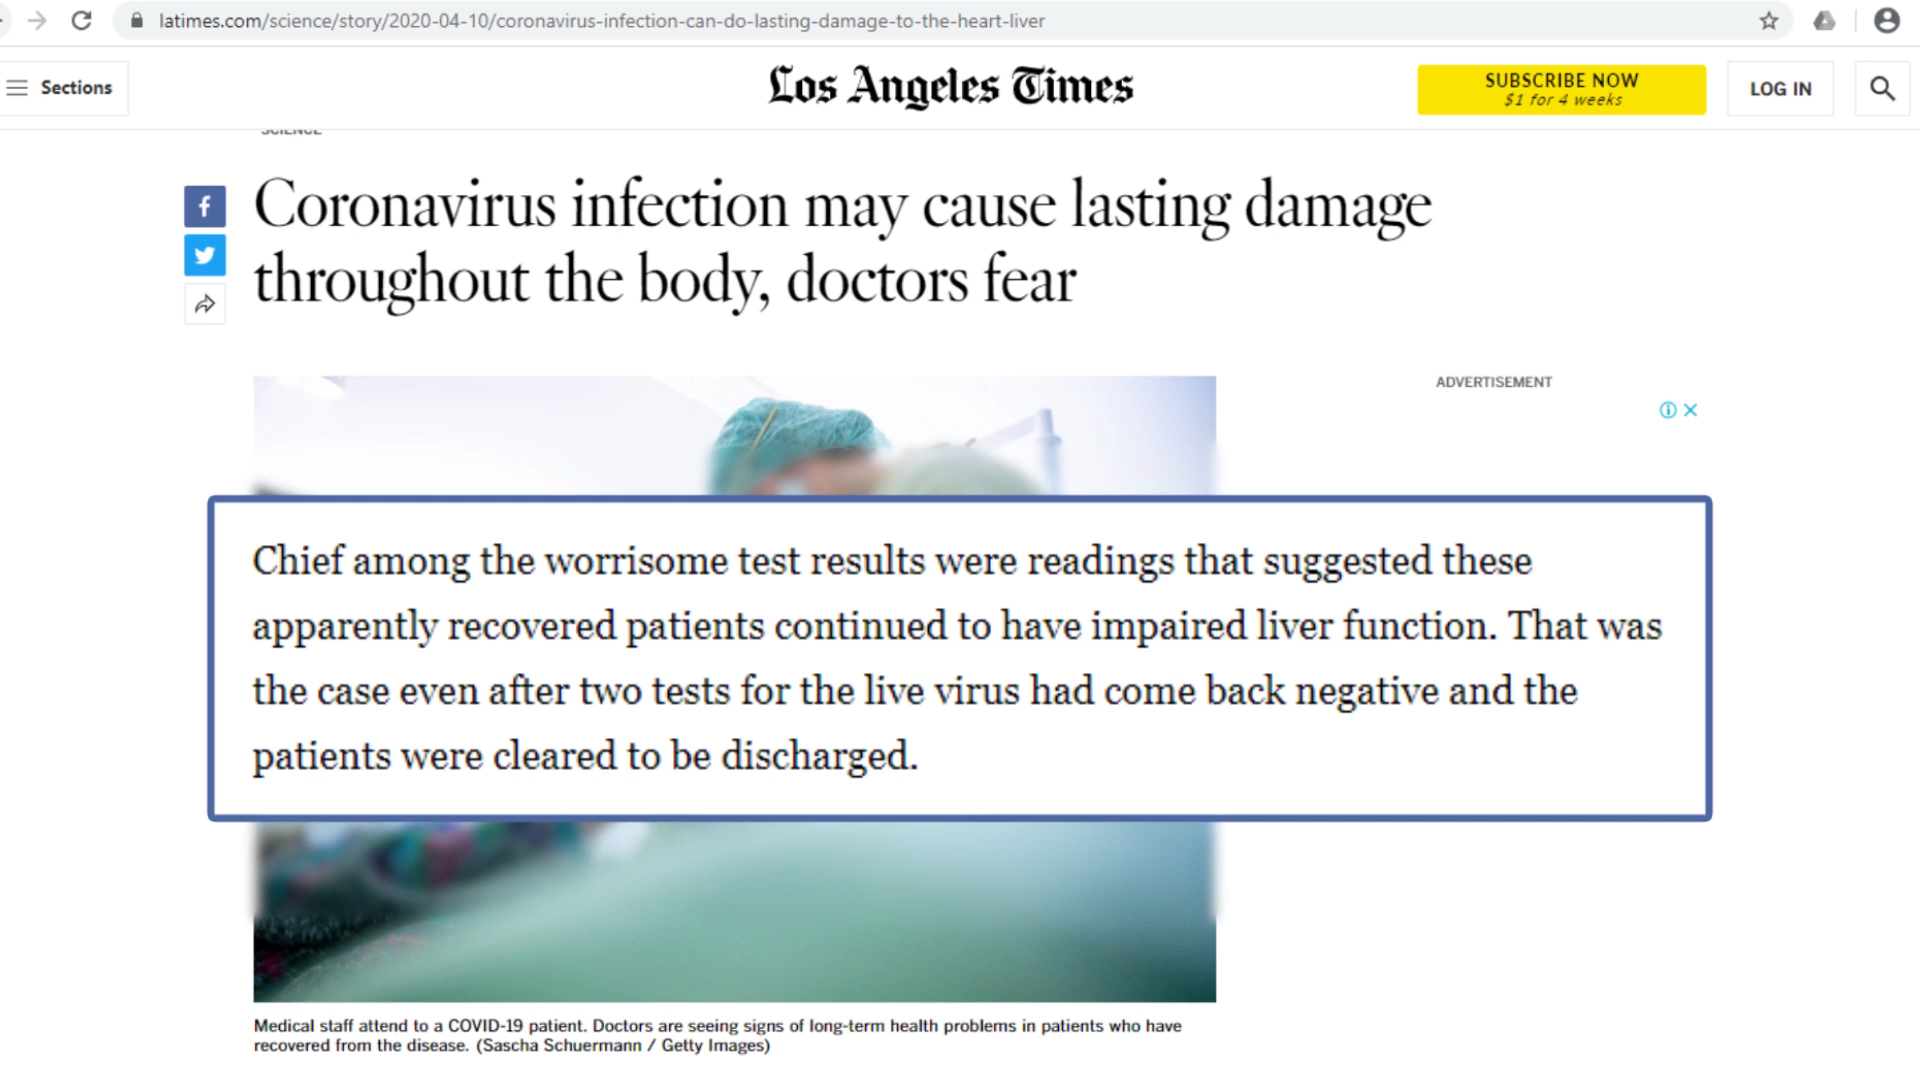 latimes.com/science/story/2020-04-10/coronavirus-infection-can-do-lasting-damage-to-the-heart-liver
Sections
Los Angeles Times
SUBSCRIBE NOW
$1 for 4 weeks
LOG IN
SCIENCE
Coronavirus infection may cause lasting damage
throughout the body, doctors fear
ADVERTISEMENT
Chief among the worrisome test results were readings that suggested these
apparently recovered patients continued to have impaired liver function. That was
the case even after two tests for the live virus had come back negative and the
patients were cleared to be discharged.
Medical staff attend to a COVID-19 patient. Doctors are seeing signs of long-term health problems in patients who have
recovered from the disease. (Sascha Schuermann / Getty Images)